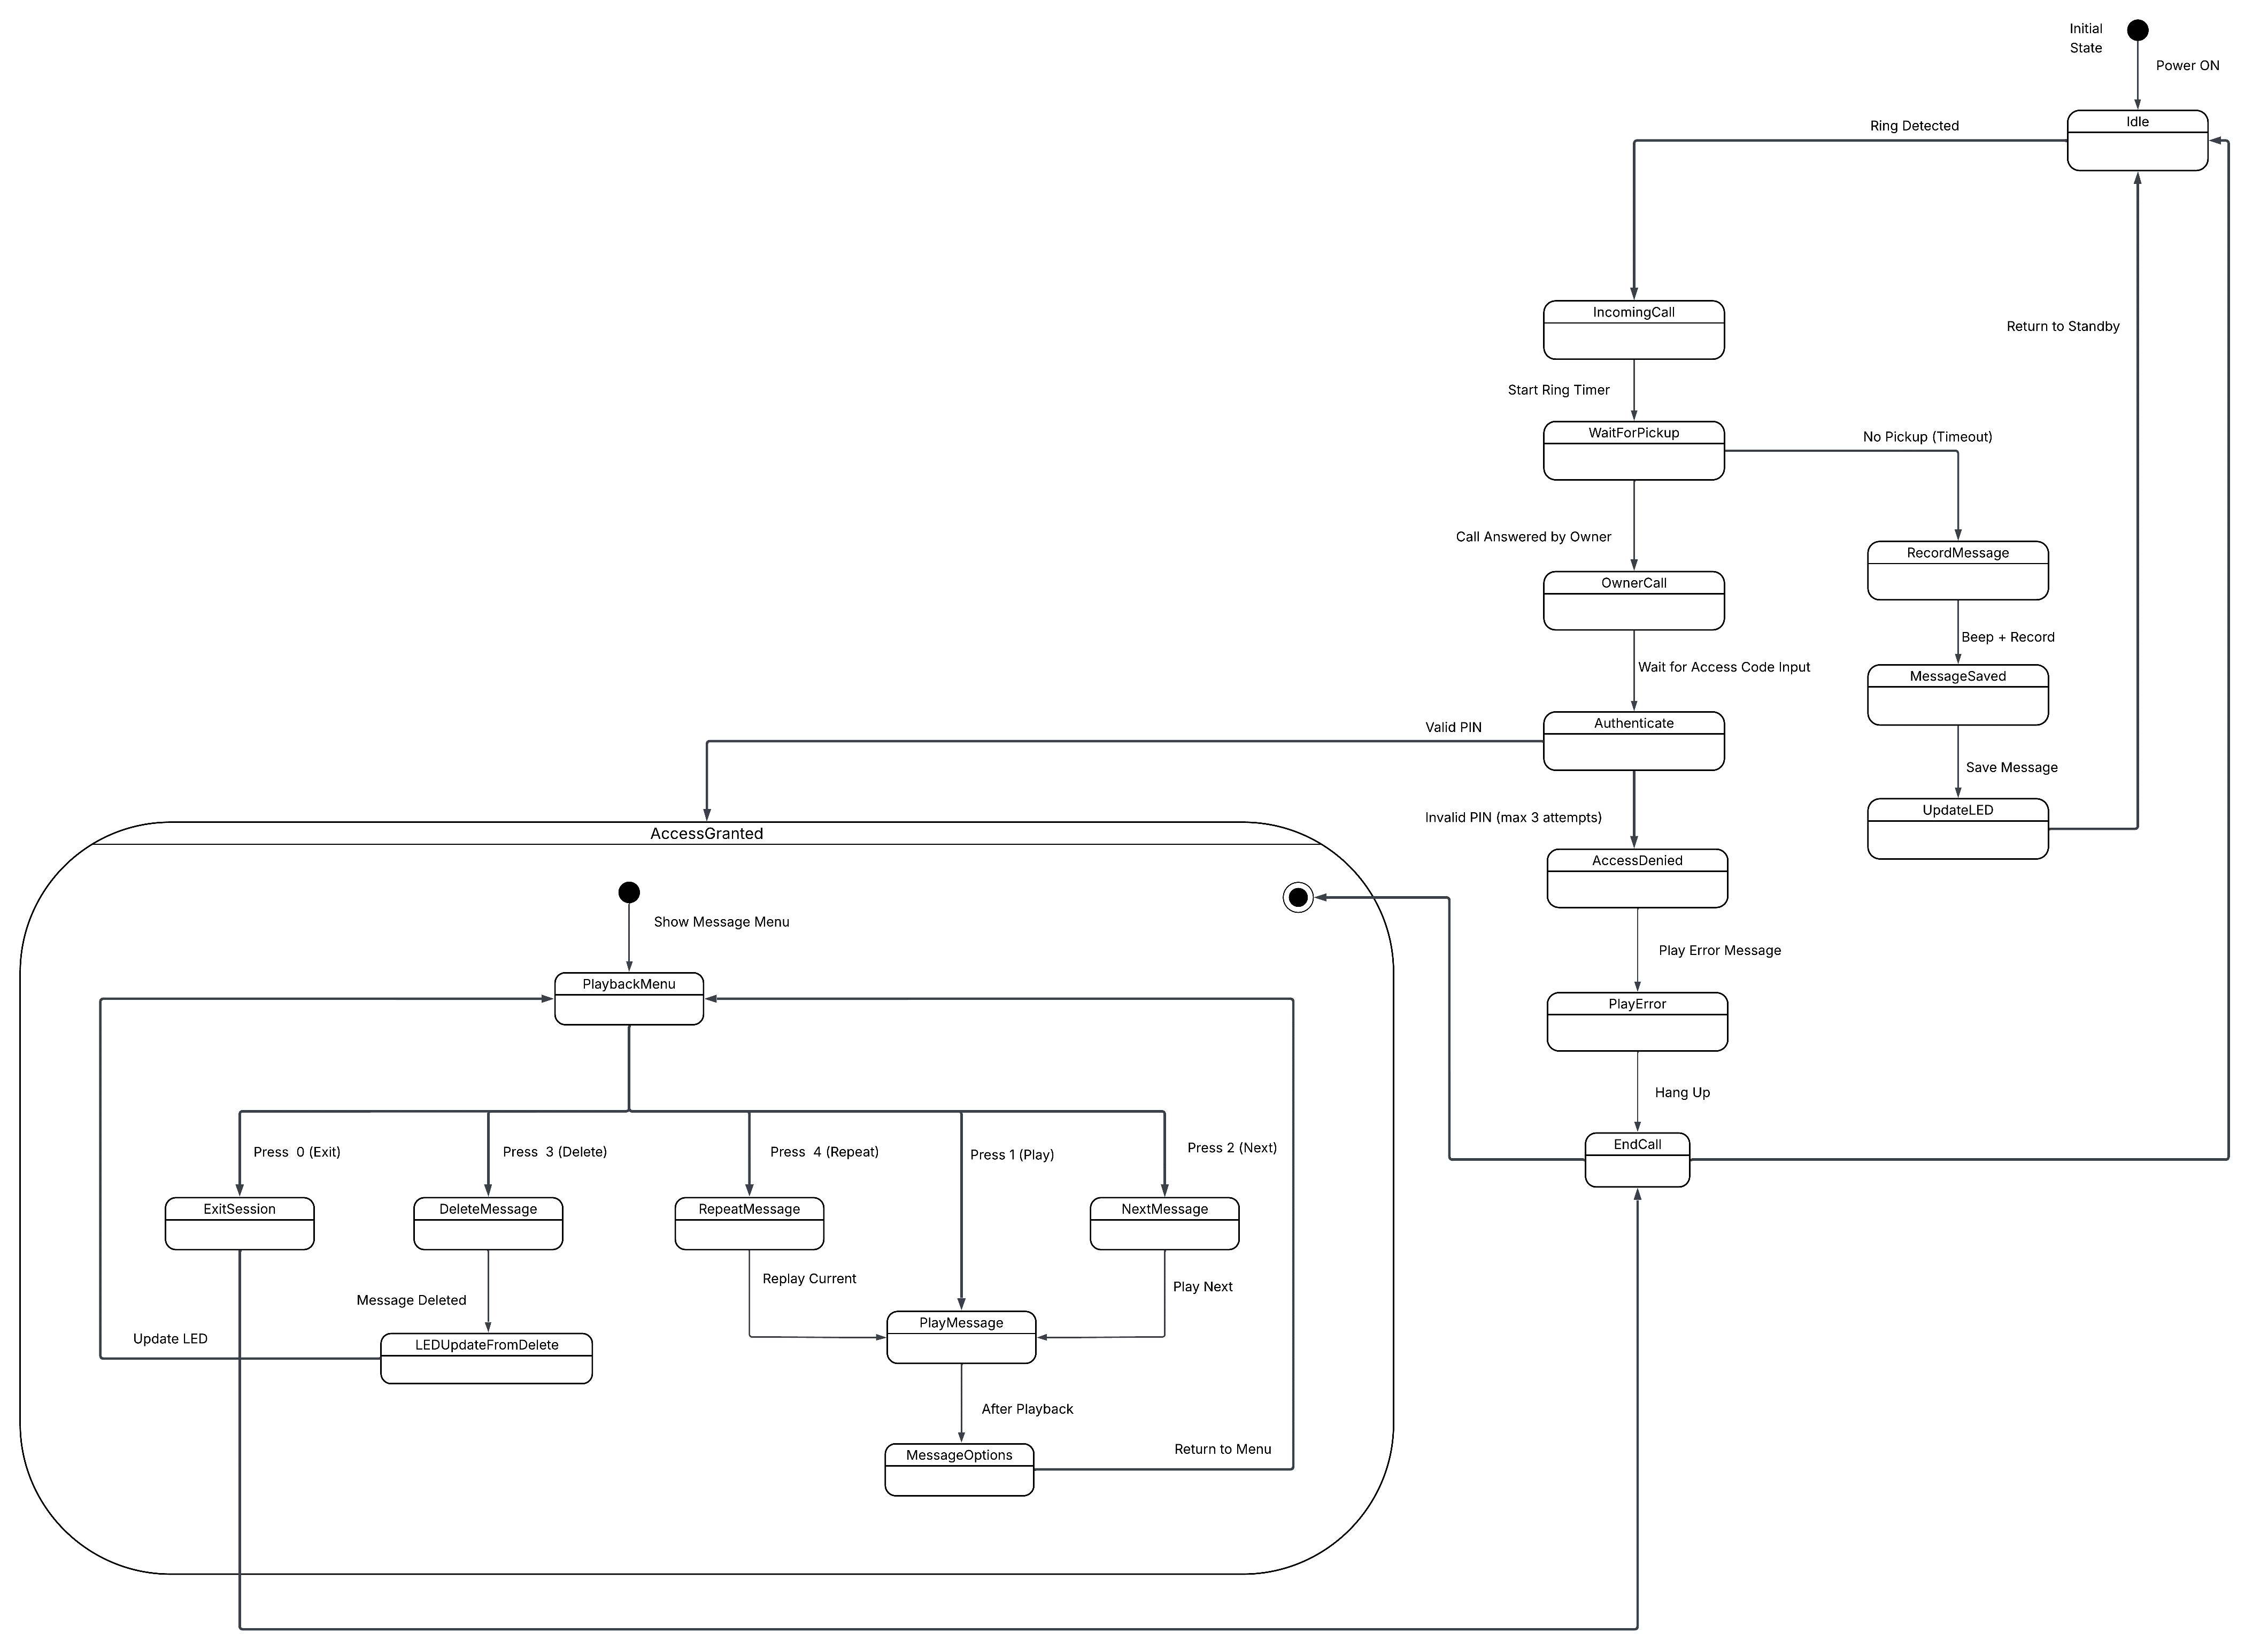 Initial
State
Power ON
Idle
Ring Detected
IncomingCall
Return to Standby
Start Ring Timer
WaitForPickup
No Pickup (Timeout)
Call Answered by Owner
RecordMessage
OwnerCall
Beep + Record
Wait for Access Code Input
MessageSaved
Authenticate
Valid PIN
Save Message
UpdateLED
Invalid PIN (max 3 attempts)
AccessGranted
AccessDenied
Show Message Menu
Play Error Message
PlaybackMenu
PlayError
Hang Up
EndCall
Press 0 (Exit)
Press 3 (Delete)
Press 4 (Repeat)
Press 1 (Play)
Press 2 (Next)
ExitSession
DeleteMessage
RepeatMessage
NextMessage
Replay Current
Play Next
Message Deleted
PlayMessage
Update LED
LEDUpdateFromDelete
After Playback
Return to Menu
MessageOptions